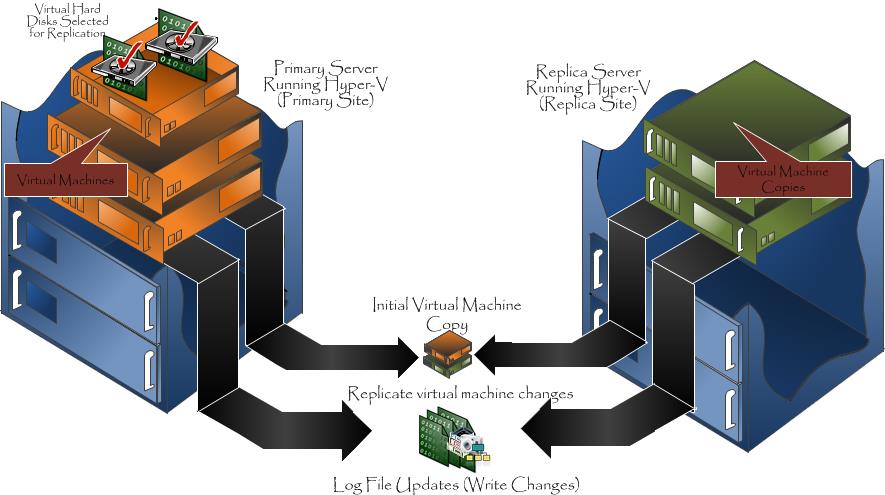 Virtual Hard
Disks Selected
for Replication
Primary Server
Running Hyper-V
(Primary Site)
Replica Server
Running Hyper-V
(Replica Site)
Virtual Machines
Virtual Machine
Copies
Initial Virtual Machine
Copy
Replicate virtual machine changes
Log File Updates (Write Changes)